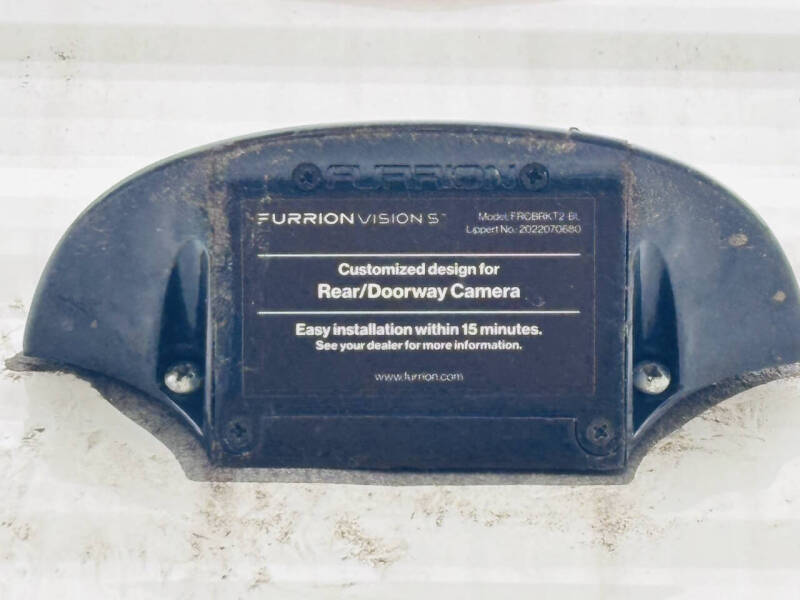 FURRION
FURRION VISION S™
Model: FRCBRKT2-BL
Lippert No.: 2022070680
Customized design for
Rear/Doorway Camera
Easy installation within 15 minutes.
See your dealer for more information.
www.furrion.com